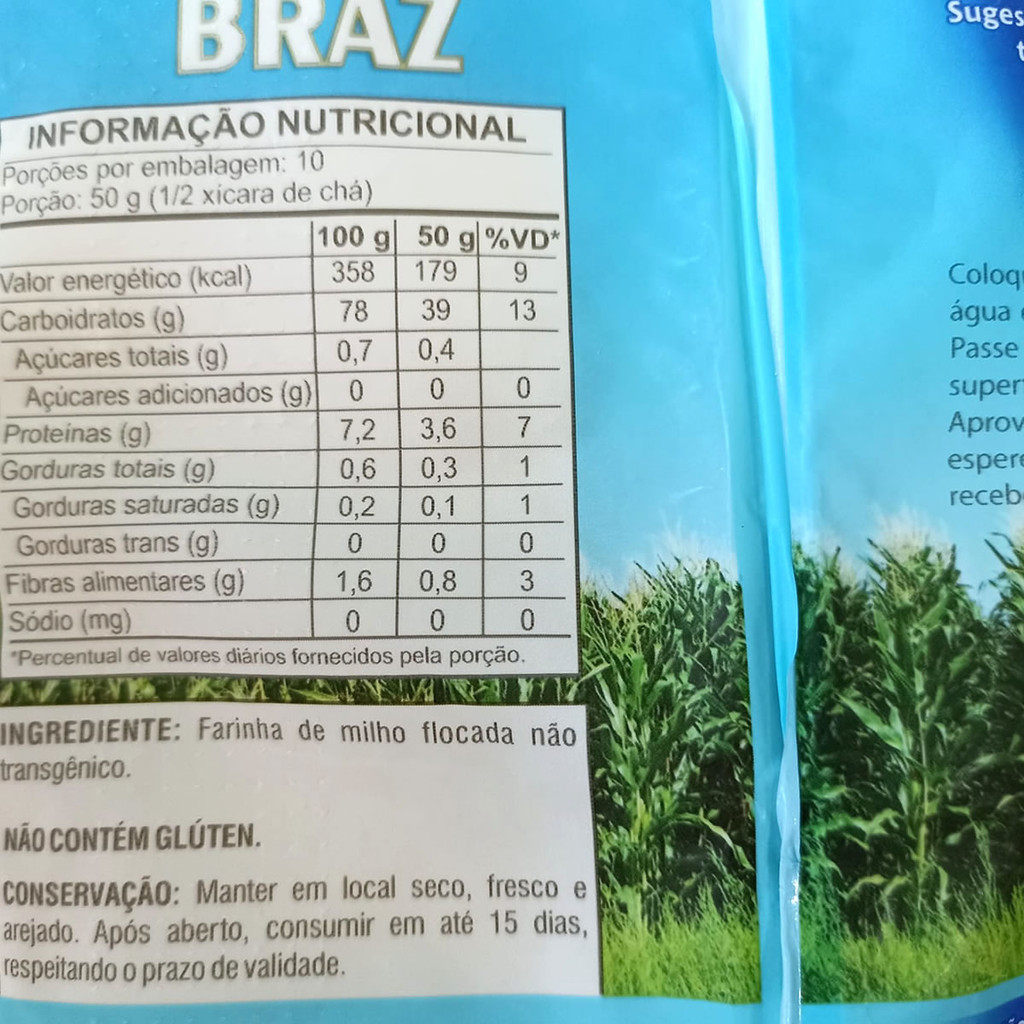 BRAZ
INFORMAÇÃO NUTRICIONAL
Porções por embalagem: 10
Porção: 50 g (1/2 xícara de chá)
100 g 50 g %VD*
Valor energético (kcal) 358 179 9
Carboidratos (g) 78 39 13
Açúcares totais (g) 0,7 0,4
Açúcares adicionados (g) 0 0 0
Proteínas (g) 7,2 3,6 7
Gorduras totais (g) 0,6 0,3 1
Gorduras saturadas (g) 0,2 0,1 1
Gorduras trans (g) 0 0 0
Fibras alimentares (g) 1,6 0,8 3
Sódio (mg) 0 0 0
*Percentual de valores diários fornecidos pela porção.
INGREDIENTE: Farinha de milho flocada não
transgênico.
NÃO CONTÉM GLÚTEN.
CONSERVAÇÃO: Manter em local seco, fresco e
arejado. Após aberto, consumir em até 15 dias,
respeitando o prazo de validade.
água
Passe